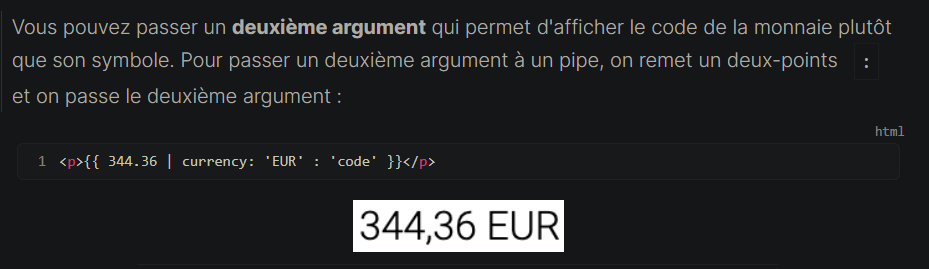 Vous pouvez passer un deuxième argument qui permet d'afficher le code de la monnaie plutôt
que son symbole. Pour passer un deuxième argument à un pipe, on remet un deux-points :
et on passe le deuxième argument :
html
1 <p>{{ 344.36 | currency: 'EUR' : 'code' }}</p>
344,36 EUR